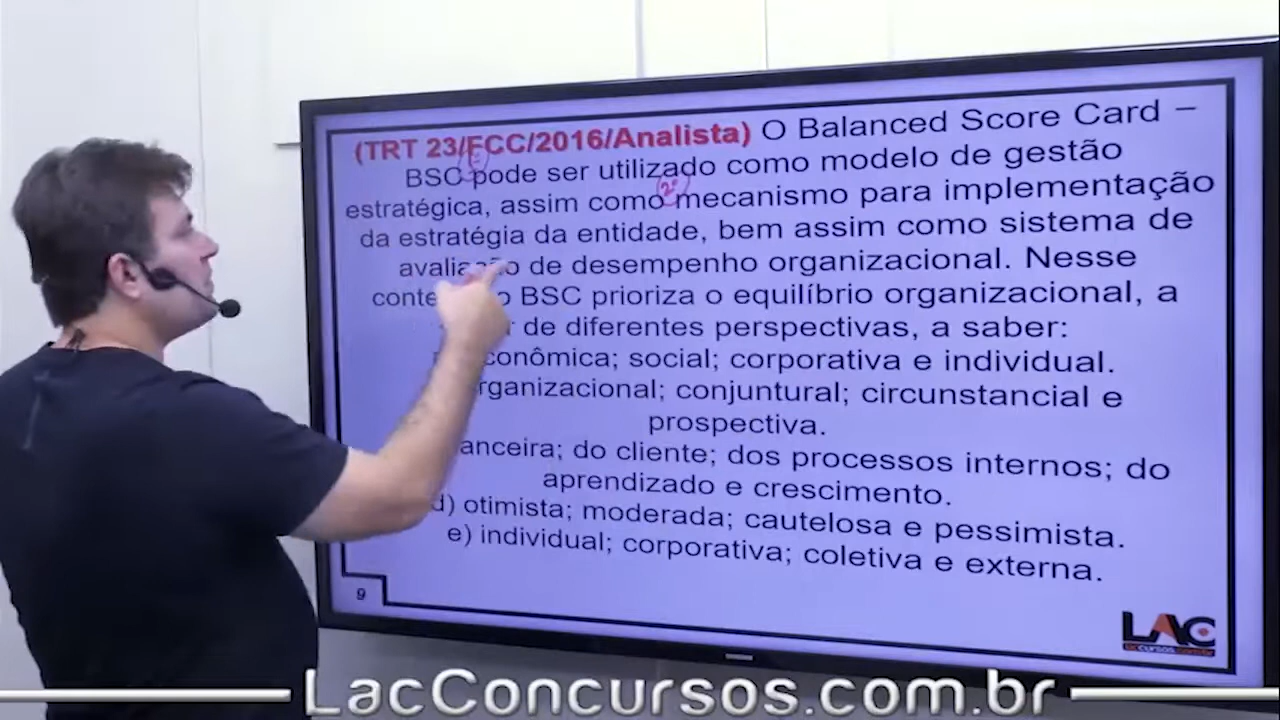 (TRT 23/FCC/2016/Analista) O Balanced Score Card –
BSC pode ser utilizado como modelo de gestão
estratégica, assim como mecanismo para implementação
da estratégia da entidade, bem assim como sistema de
de desempenho organizacional. Nesse
BSC prioriza o equilíbrio organizacional, a
de diferentes perspectivas, a saber:
social; corporativa e individual.
conjuntural; circunstancial e
prospectiva.
do cliente; dos processos internos; do
aprendizado e crescimento.
d) otimista; moderada; cautelosa e pessimista.
e) individual; corporativa; coletiva e externa.
9
LAC
laccursos.com.br
LacConcursos.com.br